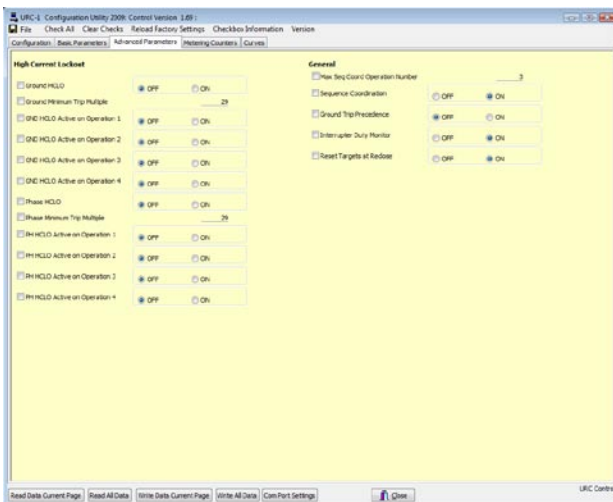 URC-1 Configuration Utility 2009: Control Version 1.69 :
File Check All Clear Checks Reload Factory Settings Checkbox Information Version
Configuration Basic Parameters Advanced Parameters Metering Counters Curves
High Current Lockout
Ground HCLO OFF ON
Ground Minimum Trip Multiple 29
GND HCLO Active on Operation 1 OFF ON
GND HCLO Active on Operation 2 OFF ON
GND HCLO Active on Operation 3 OFF ON
GND HCLO Active on Operation 4 OFF ON
Phase HCLO OFF ON
Phase Minimum Trip Multiple 29
PH HCLO Active on Operation 1 OFF ON
PH HCLO Active on Operation 2 OFF ON
PH HCLO Active on Operation 3 OFF ON
PH HCLO Active on Operation 4 OFF ON
General
Max Seq Coord Operation Number 3
Sequence Coordination OFF ON
Ground Trip Precedence OFF ON
Interrupter Duty Monitor OFF ON
Reset Targets at Reclose OFF ON
Read Data Current Page Read All Data Write Data Current Page Write All Data Com Port Settings Close
URC Contro